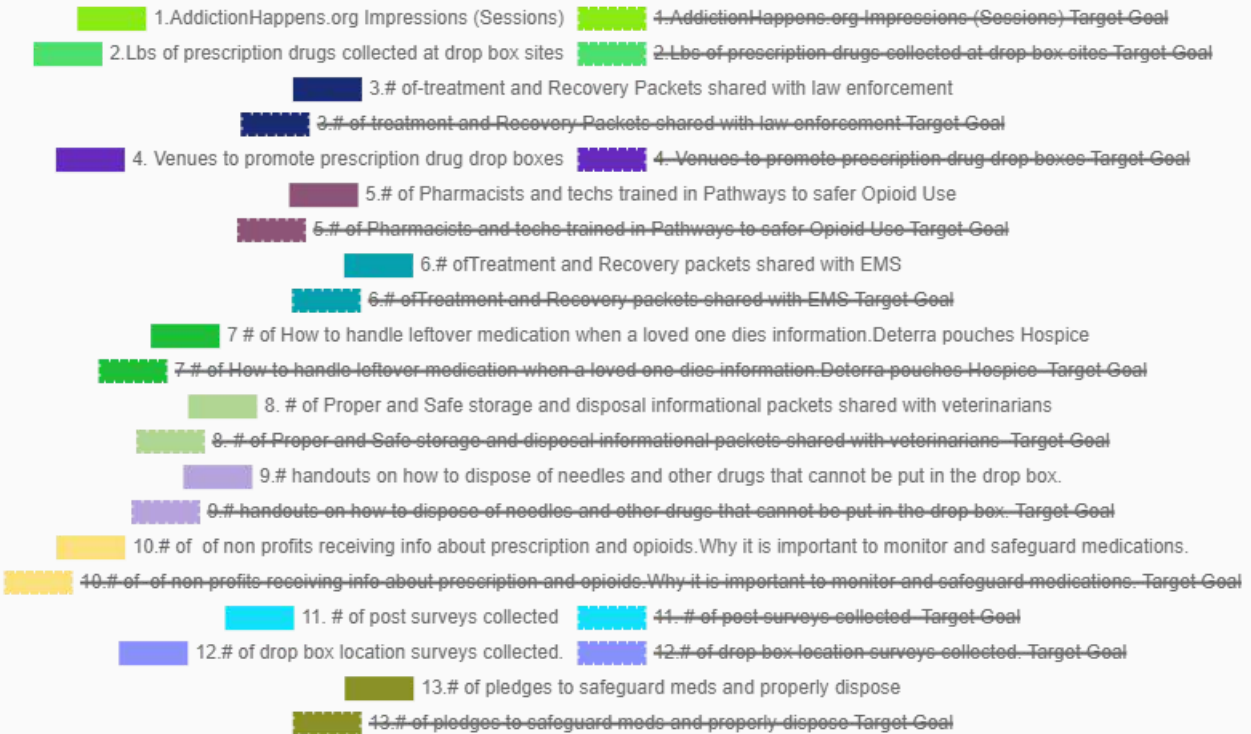 1.AddictionHappens.org Impressions (Sessions) 1.AddictionHappens.org Impressions (Sessions) Target Goal
2.Lbs of prescription drugs collected at drop box sites 2.Lbs of prescription drugs collected at drop box sites Target Goal
3.# of-treatment and Recovery Packets shared with law enforcement
3.# of treatment and Recovery Packets shared with law enforcement Target Goal
4. Venues to promote prescription drug drop boxes 4. Venues to promote prescription drug drop boxes Target Goal
5.# of Pharmacists and techs trained in Pathways to safer Opioid Use
5.# of Pharmacists and techs trained in Pathways to safer Opioid Use Target Goal
6.# ofTreatment and Recovery packets shared with EMS
6.# ofTreatment and Recovery packets shared with EMS Target Goal
7 # of How to handle leftover medication when a loved one dies information.Deterra pouches Hospice
7 # of How to handle leftover medication when a loved one dies information.Deterra pouches Hospice Target Goal
8. # of Proper and Safe storage and disposal informational packets shared with veterinarians
8. # of Proper and Safe storage and disposal informational packets shared with veterinarians Target Goal
9.# handouts on how to dispose of needles and other drugs that cannot be put in the drop box.
9.# handouts on how to dispose of needles and other drugs that cannot be put in the drop box. Target Goal
10.# of of non profits receiving info about prescription and opioids.Why it is important to monitor and safeguard medications.
10.# of of non profits receiving info about prescription and opioids.Why it is important to monitor and safeguard medications. Target Goal
11. # of post surveys collected 11. # of post surveys collected Target Goal
12.# of drop box location surveys collected. 12.# of drop box location surveys collected. Target Goal
13.# of pledges to safeguard meds and properly dispose
13.# of pledges to safeguard meds and properly dispose Target Goal